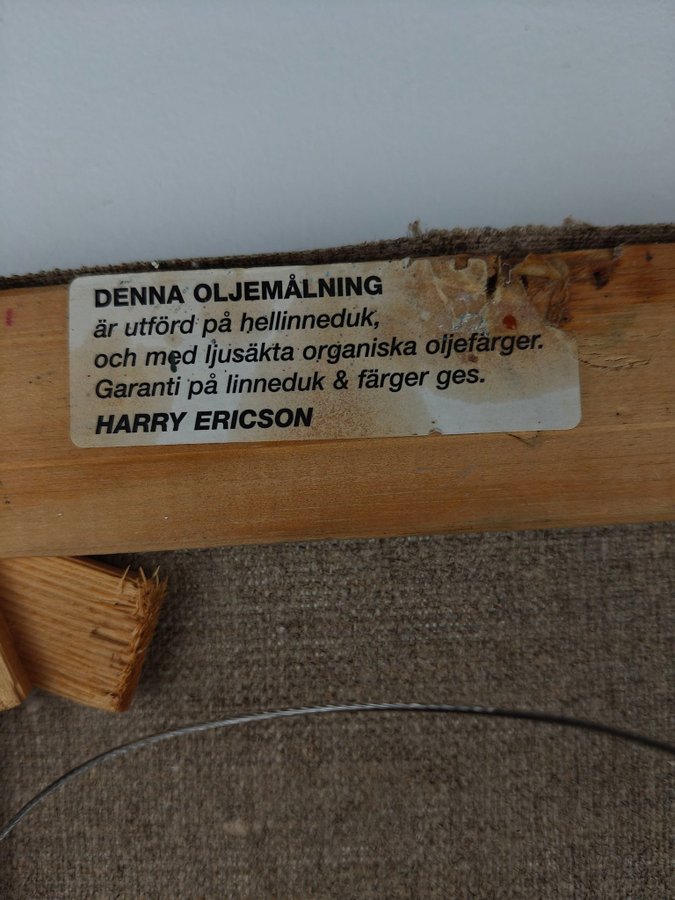 DENNA OLJEMÅLNING
är utförd på hellinneduk,
och med ljusäkta organiska oljefärger.
Garanti på linneduk & färger ges.
HARRY ERICSON